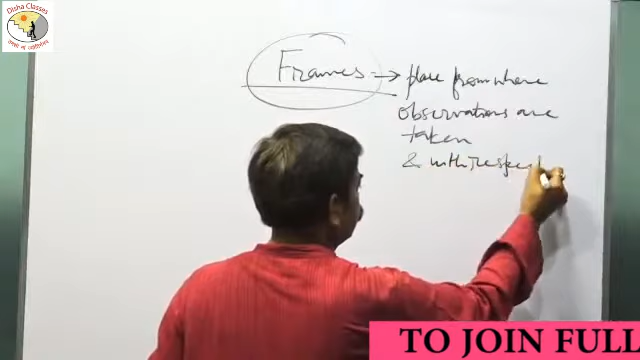 Disha Classes
Frames → place from where
observations are
taken
& with respect
TO JOIN FULL